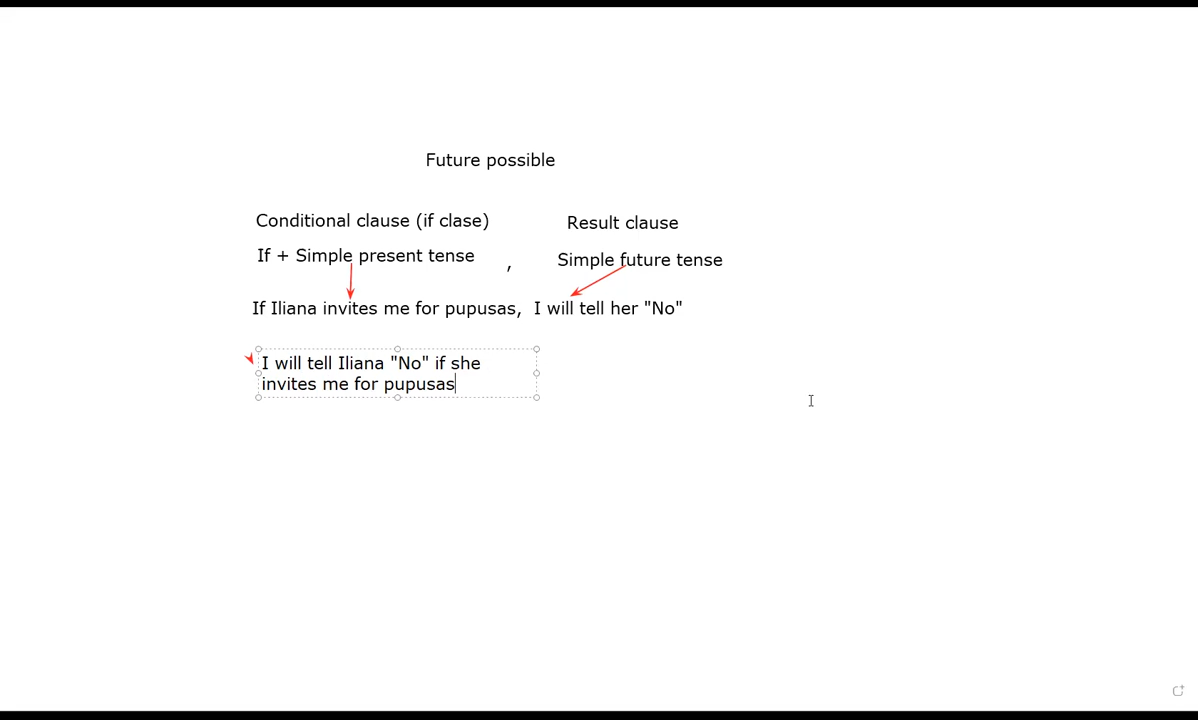 Future possible
Conditional clause (if clase)
Result clause
If + Simple present tense , Simple future tense
If Iliana invites me for pupusas, I will tell her "No"
I will tell Iliana "No" if she
invites me for pupusas